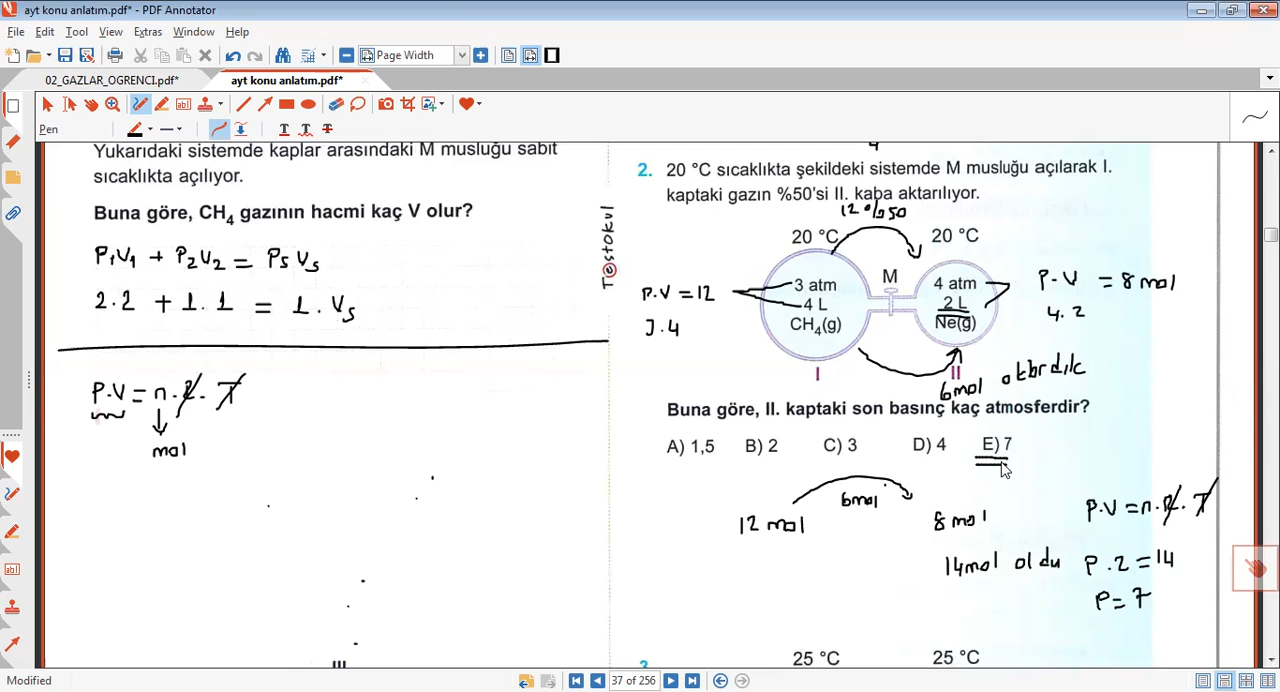 ayt konu anlatım.pdf* - PDF Annotator
File Edit Tool View Extras Window Help
Page Width
02_GAZLAR_OGRENCI.pdf* ayt konu anlatım.pdf*
Pen
Yukarıdaki sistemde kaplar arasındaki M musluğu sabit
sıcaklıkta açılıyor.
Buna göre, CH4 gazının hacmi kaç V olur?
P1V1 + P2V2 = PsVs
2.2 + 1.1 = 1.Vs
P.V = n.R.T
mol
III
Testokul
2. 20 °C sıcaklıkta şekildeki sistemde M musluğu açılarak I.
kaptaki gazın %50'si II. kaba aktarılıyor.
12 %50
20 °C 20 °C
P.V = 12
3.4
3 atm
4 L
CH4(g)
M
4 atm
2 L
Ne(g)
P.V = 8 mol
4.2
I II
6mol aktardık
Buna göre, II. kaptaki son basınç kaç atmosferdir?
A) 1,5 B) 2 C) 3 D) 4 E) 7
6mol
12 mol 8 mol
P.V = n.R.T
14mol oldu P.2 = 14
P = 7
3. 25 °C 25 °C
Modified 37 of 256